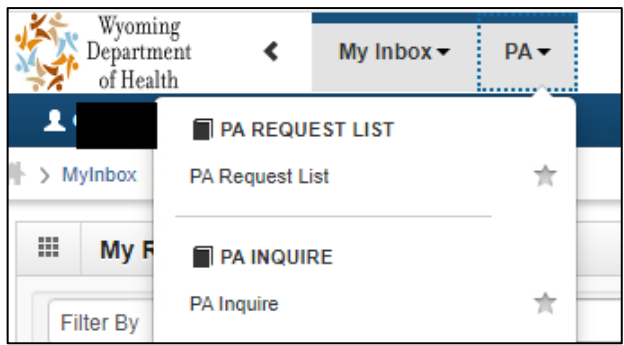 Wyoming
Department
of Health
My Inbox
PA
PA REQUEST LIST
MyInbox
PA Request List
My
PA INQUIRE
PA Inquire
Filter By